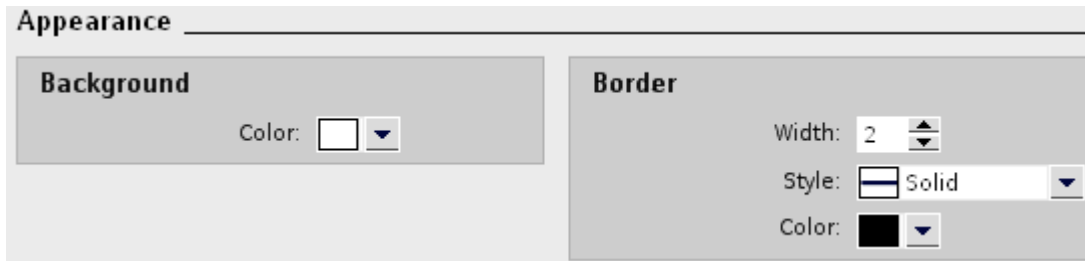 Appearance
Background
Color:
Border
Width: 2
Style: Solid
Color: